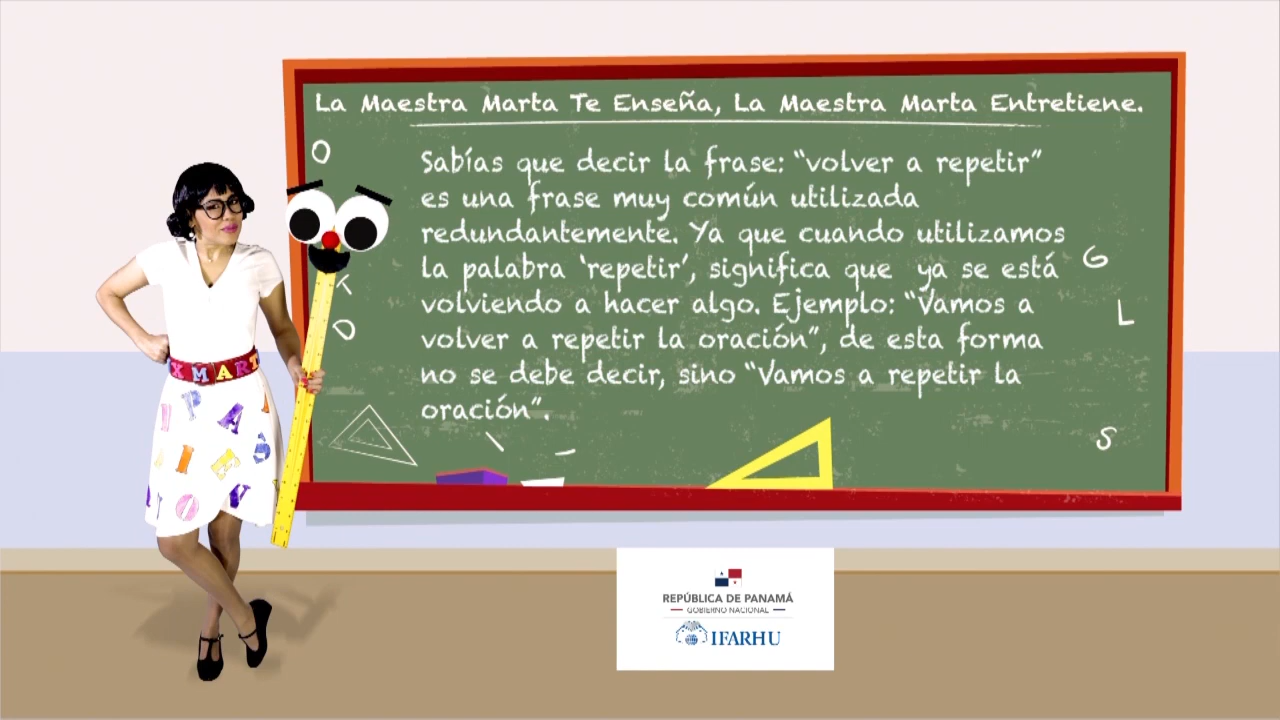 La Maestra Marta Te Enseña, La Maestra Marta Entretiene.
Sabías que decir la frase: “volver a repetir”
es una frase muy común utilizada
redundantemente. Ya que cuando utilizamos
la palabra ‘repetir’, significa que ya se está
volviendo a hacer algo. Ejemplo: “Vamos a
volver a repetir la oración”, de esta forma
no se debe decir, sino “Vamos a repetir la
oración”.
O
K
D
G
L
S
X MART
I P A
A S
I E
O V
REPÚBLICA DE PANAMÁ
GOBIERNO NACIONAL
IFARHU